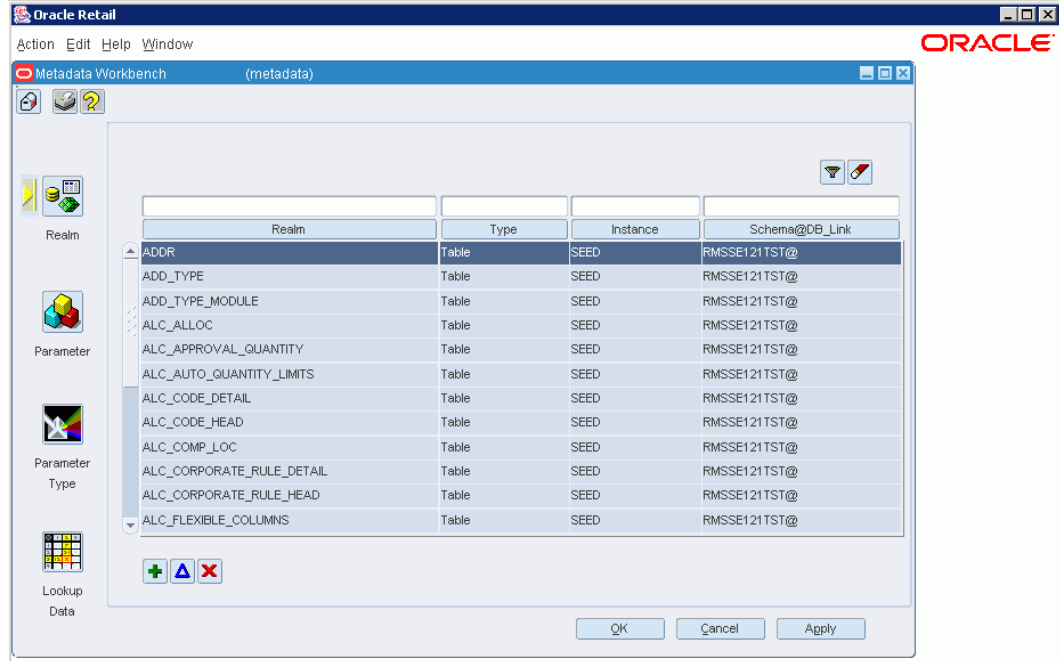 Oracle Retail
Action Edit Help Window
ORACLE
Metadata Workbench (metadata)
Realm
Parameter
Parameter
Type
Lookup
Data
Realm Type Instance Schema@DB_Link
ADDR Table SEED RMSSE121TST@
ADD_TYPE Table SEED RMSSE121TST@
ADD_TYPE_MODULE Table SEED RMSSE121TST@
ALC_ALLOC Table SEED RMSSE121TST@
ALC_APPROVAL_QUANTITY Table SEED RMSSE121TST@
ALC_AUTO_QUANTITY_LIMITS Table SEED RMSSE121TST@
ALC_CODE_DETAIL Table SEED RMSSE121TST@
ALC_CODE_HEAD Table SEED RMSSE121TST@
ALC_COMP_LOC Table SEED RMSSE121TST@
ALC_CORPORATE_RULE_DETAIL Table SEED RMSSE121TST@
ALC_CORPORATE_RULE_HEAD Table SEED RMSSE121TST@
ALC_FLEXIBLE_COLUMNS Table SEED RMSSE121TST@
OK Cancel Apply